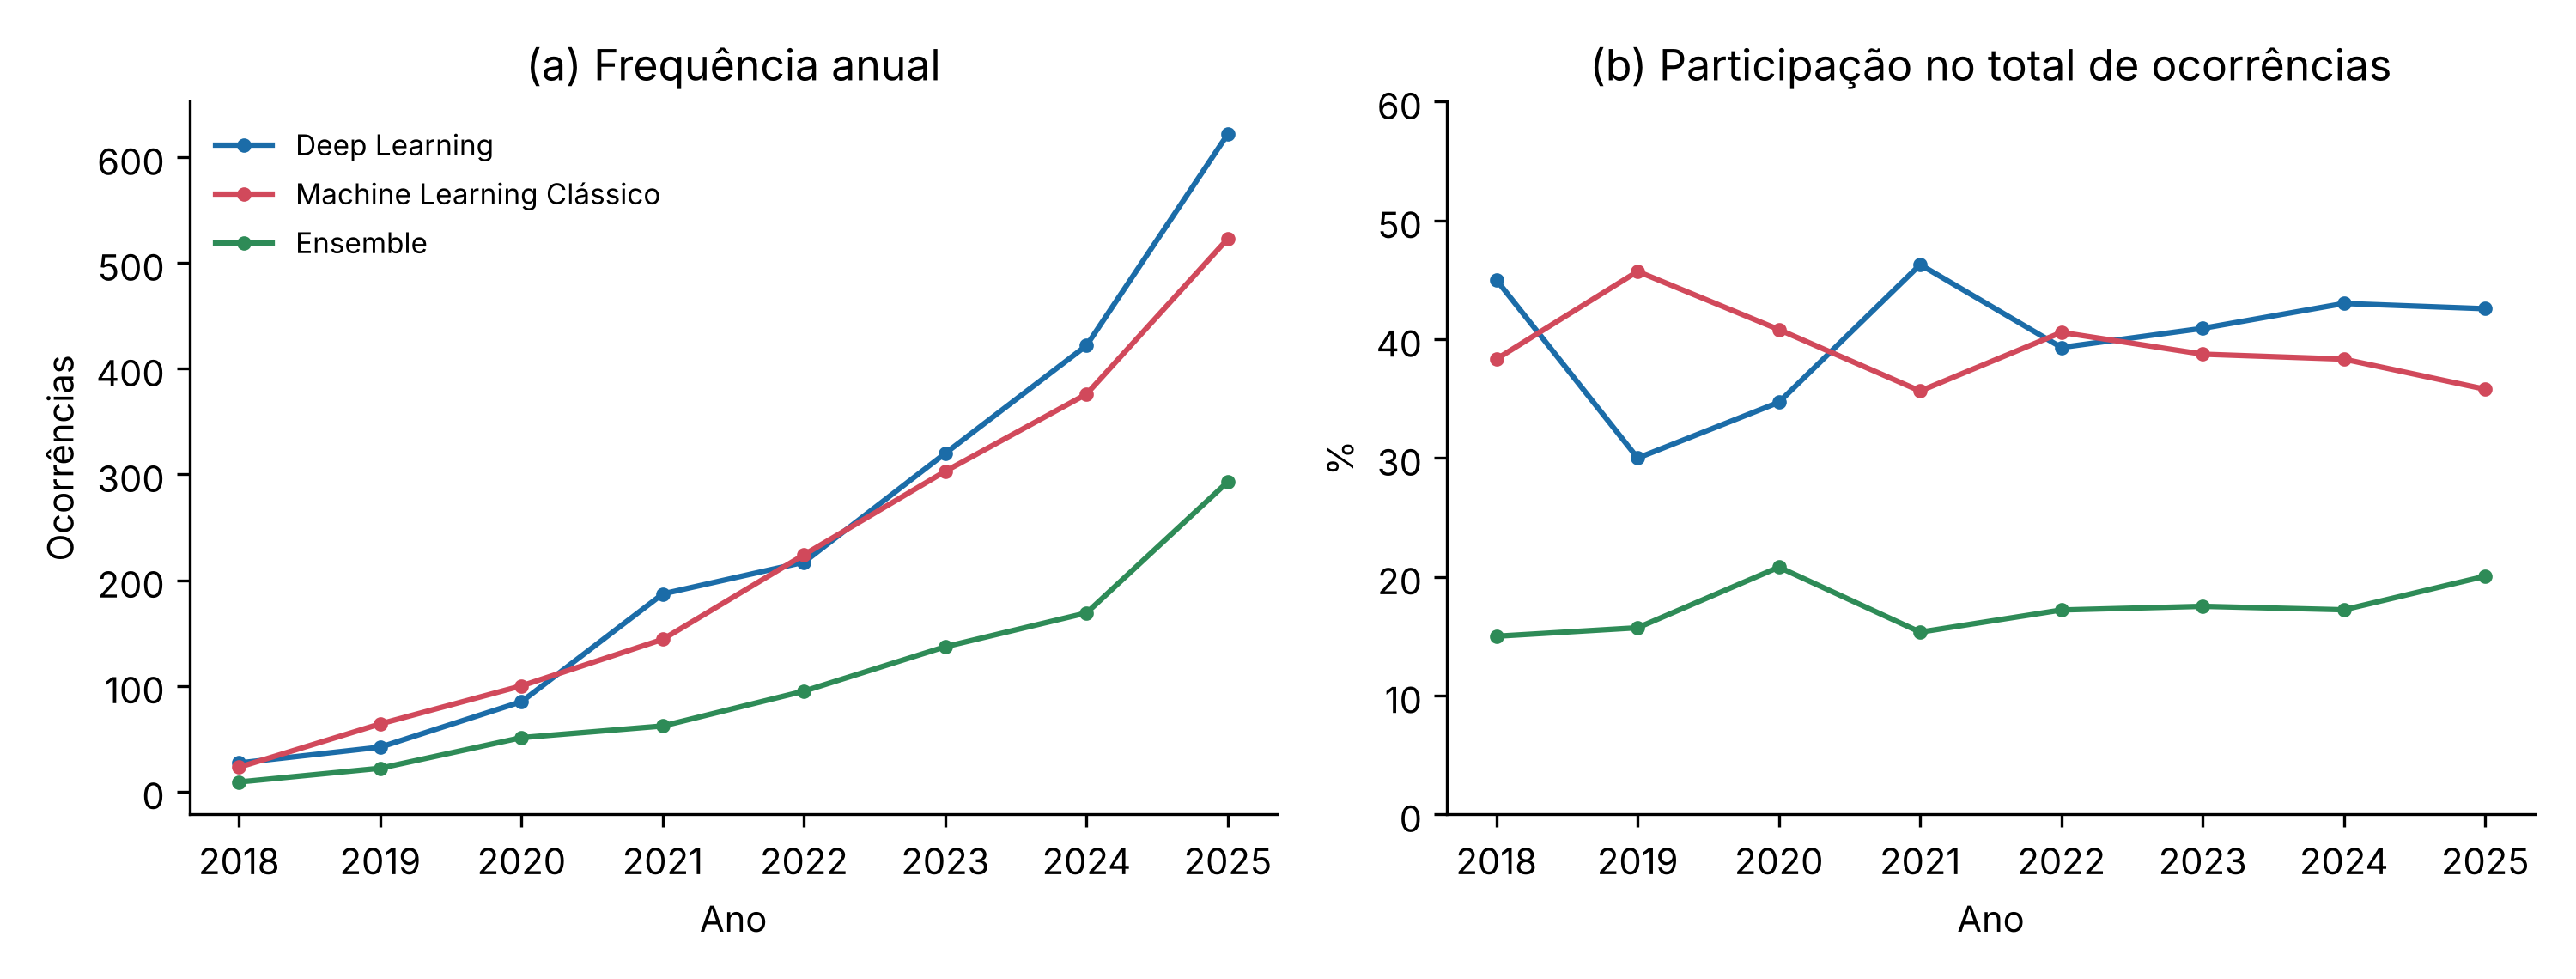 (a) Frequência anual
Ocorrências
600
500
400
300
200
100
0
Deep Learning
Machine Learning Clássico
Ensemble
2018 2019 2020 2021 2022 2023 2024 2025
Ano
(b) Participação no total de ocorrências
%
60
50
40
30
20
10
0
2018 2019 2020 2021 2022 2023 2024 2025
Ano